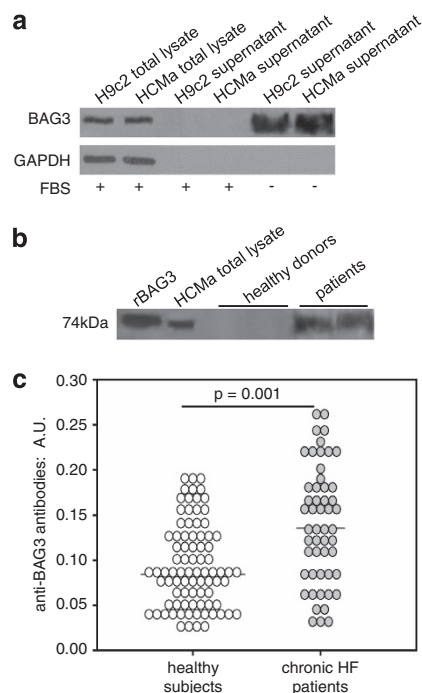 a
H9c2 total lysate
HCMa total lysate
H9c2 supernatant
HCMa supernatant
H9c2 supernatant
HCMa supernatant
BAG3
GAPDH
FBS + + + + - -
b
rBAG3
HCMa total lysate
healthy donors
patients
74kDa
c
0.30
0.25
0.20
0.15
0.10
0.05
0.00
anti-BAG3 antibodies: A.U.
p = 0.001
healthy
subjects
chronic HF
patients